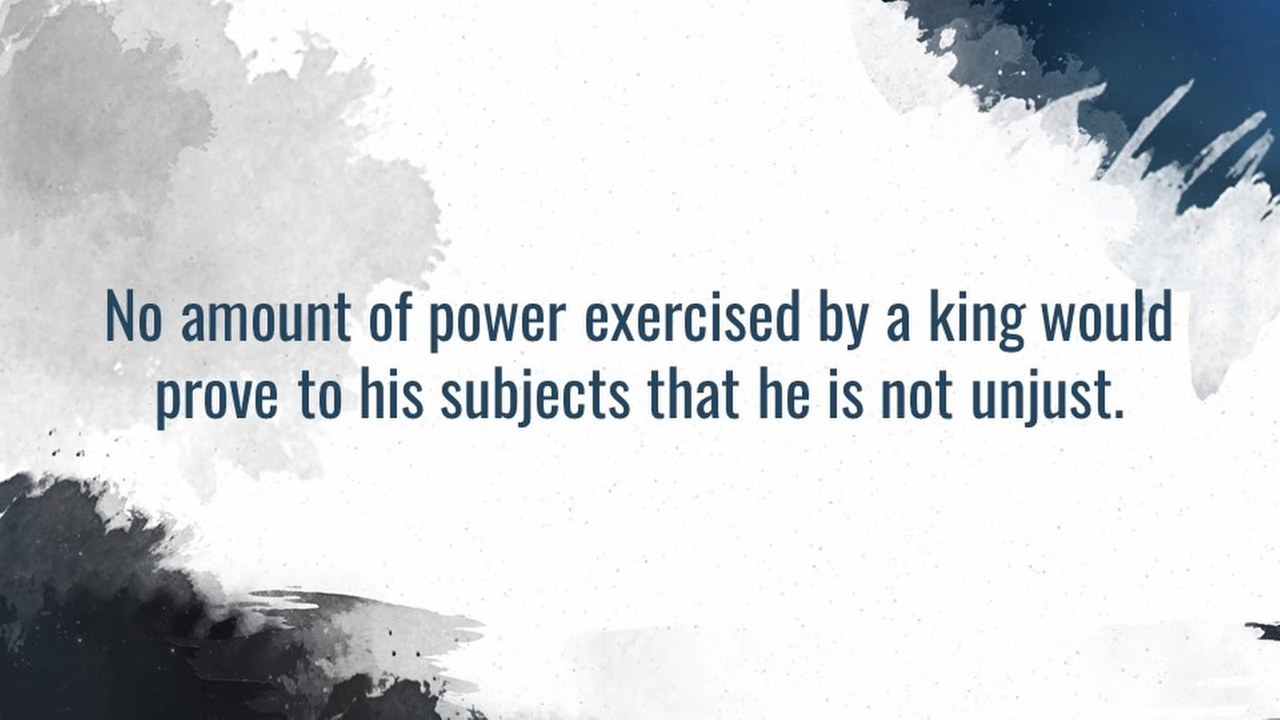 No amount of power exercised by a king would
prove to his subjects that he is not unjust.